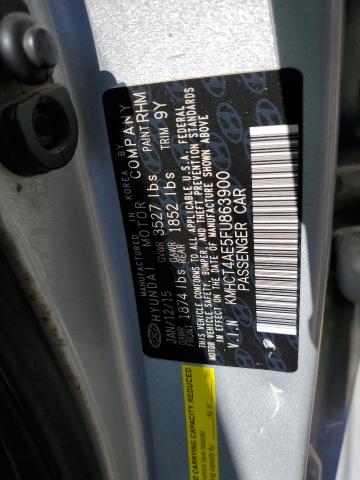 MANUFACTURED IN KOREA BY
HYUNDAI MOTOR COMPANY
JAN/12/15 GVWR 3527 lbs PAINT RHM
GAWR FRONT 1874 lbs GAWR REAR 1852 lbs TRIM 9Y
THIS VEHICLE CONFORMS TO ALL APPLICABLE U.S.A. FEDERAL
MOTOR VEHICLE SAFETY, BUMPER, AND THEFT PREVENTION STANDARDS
IN EFFECT ON THE DATE OF MANUFACTURE SHOWN ABOVE
V.I.N KMHCT4AE5FU863900
PASSENGER CAR
D CARRYING CAPACITY REDUCED